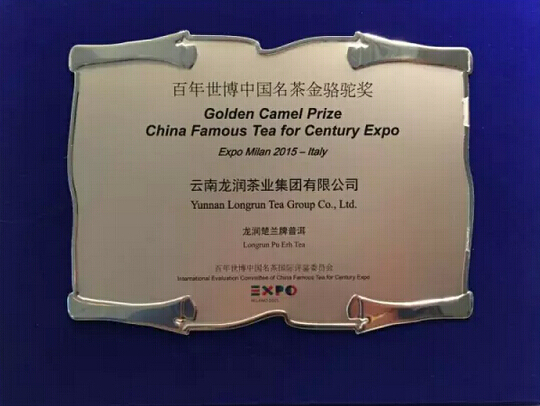 百年世博中国名茶金骆驼奖
Golden Camel Prize
China Famous Tea for Century Expo
Expo Milan 2015 – Italy
云南龙润茶业集团有限公司
Yunnan Longrun Tea Group Co., Ltd.
龙润楚兰牌普洱
Longrun Pu Erh Tea
百年世博中国名茶国际评鉴委员会
International Evaluation Committee of China Famous Tea for Century Expo
EXPO
MILANO 2015